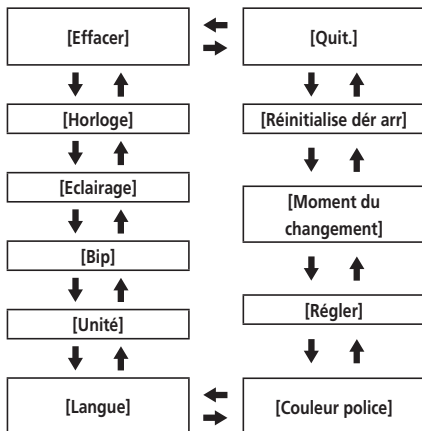 [Effacer]
[Quit.]
[Horloge]
[Réinitialise dér arr]
[Eclairage]
[Moment du
changement]
[Bip]
[Régler]
[Unité]
[Langue]
[Couleur police]